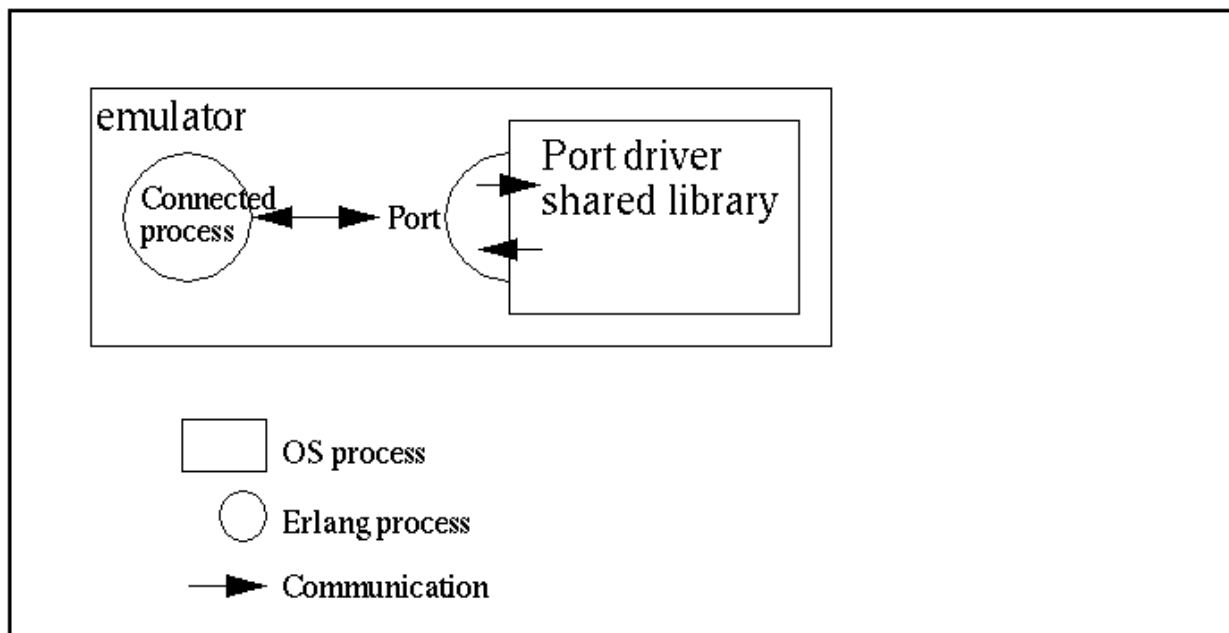 emulator
Port driver
shared library
Connected
process
Port
OS process
Erlang process
Communication